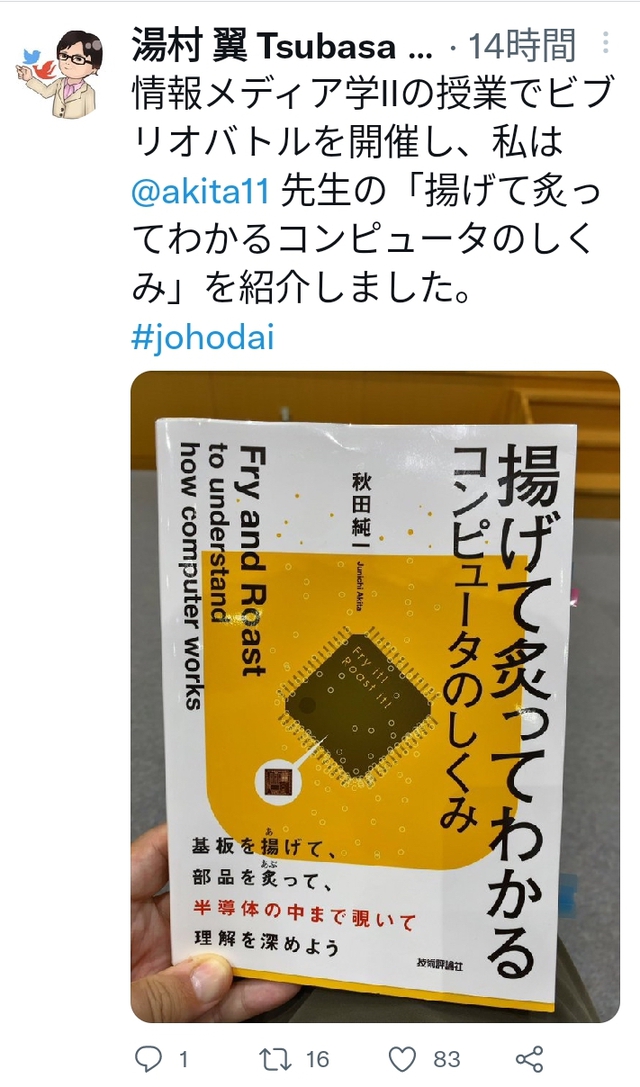 湯村 翼 Tsubasa ... · 14時間
情報メディア学IIの授業でビブ
リオバトルを開催し、私は
@akita11 先生の「揚げて炙っ
てわかるコンピュータのしく
み」を紹介しました。
#johodai
揚げて炙ってわかる
コンピュータのしくみ
秋田純一 Junichi Akita
Fry and Roast
to understand
how computer works
Fry it!
Roast it!
基板を揚げて、
あ
部品を炙って、
あぶ
半導体の中まで覗いて
理解を深めよう
技術評論社
1 16 83